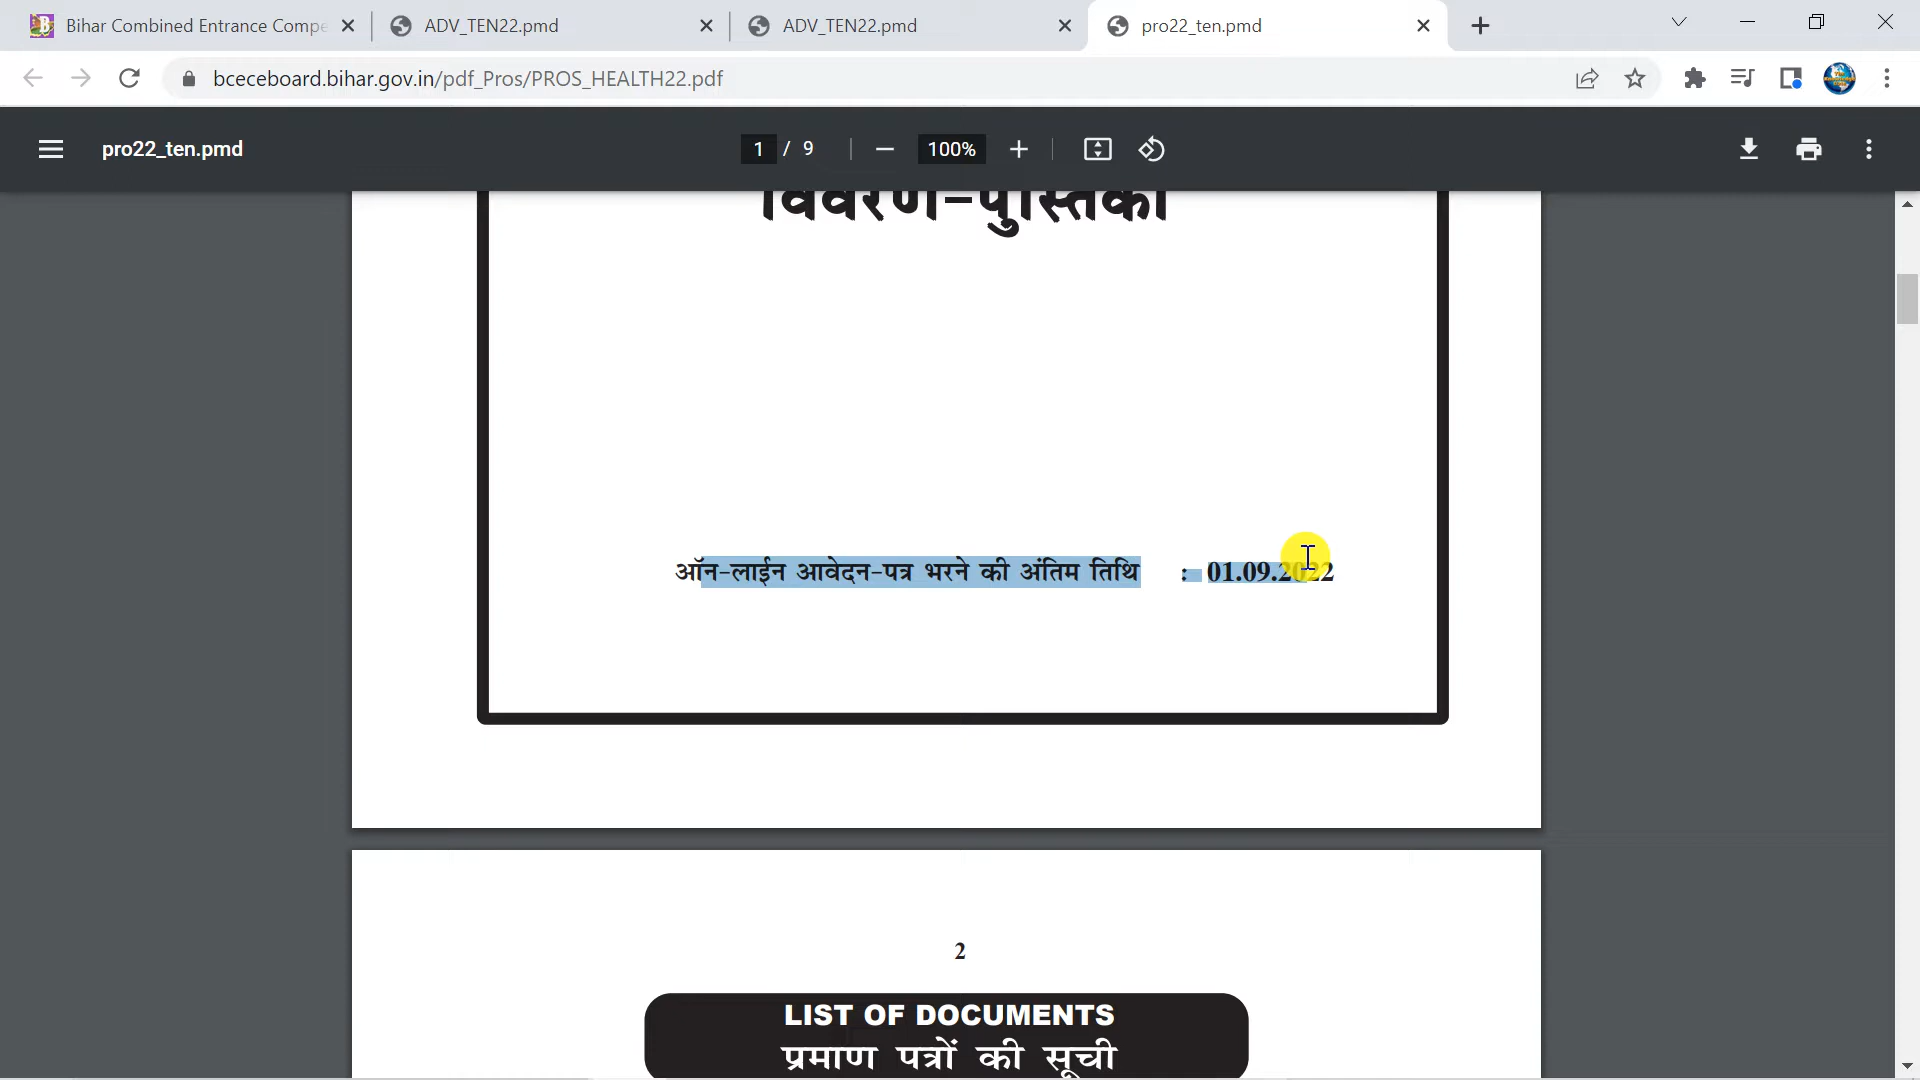 Bihar Combined Entrance Compe
ADV_TEN22.pmd
ADV_TEN22.pmd
pro22_ten.pmd
bceceboard.bihar.gov.in/pdf_Pros/PROS_HEALTH22.pdf
pro22_ten.pmd
1 / 9
100%
विवरण-पुस्तिका
ऑन-लाईन आवेदन-पत्र भरने की अंतिम तिथि : 01.09.2022
2
LIST OF DOCUMENTS
प्रमाण पत्रों की सूची